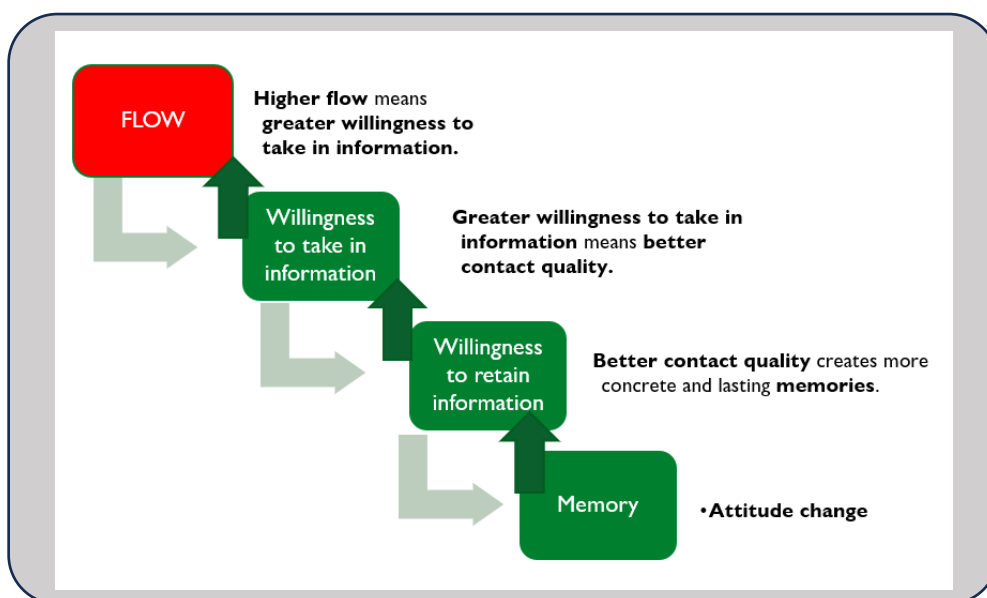 FLOW
Higher flow means
greater willingness to
take in information.
Willingness
to take in
information
Greater willingness to take in
information means better
contact quality.
Willingness
to retain
information
Better contact quality creates more
concrete and lasting memories.
Memory
•Attitude change